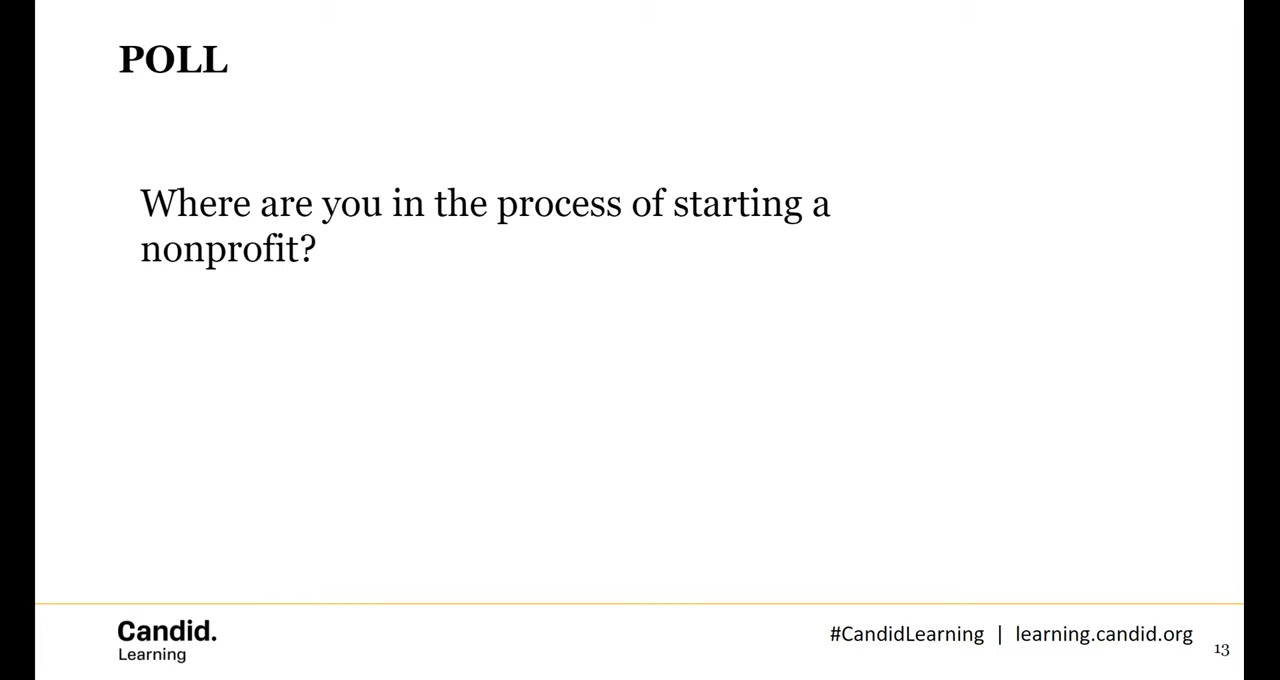 POLL
Where are you in the process of starting a
nonprofit?
Candid.
Learning
#CandidLearning | learning.candid.org
13